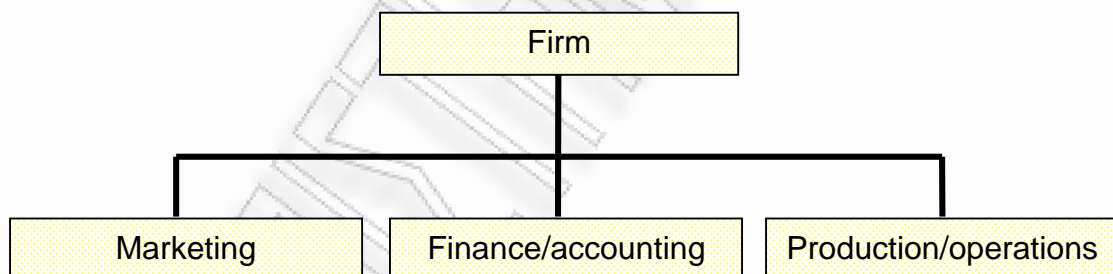 Firm
Marketing
Finance/accounting
Production/operations